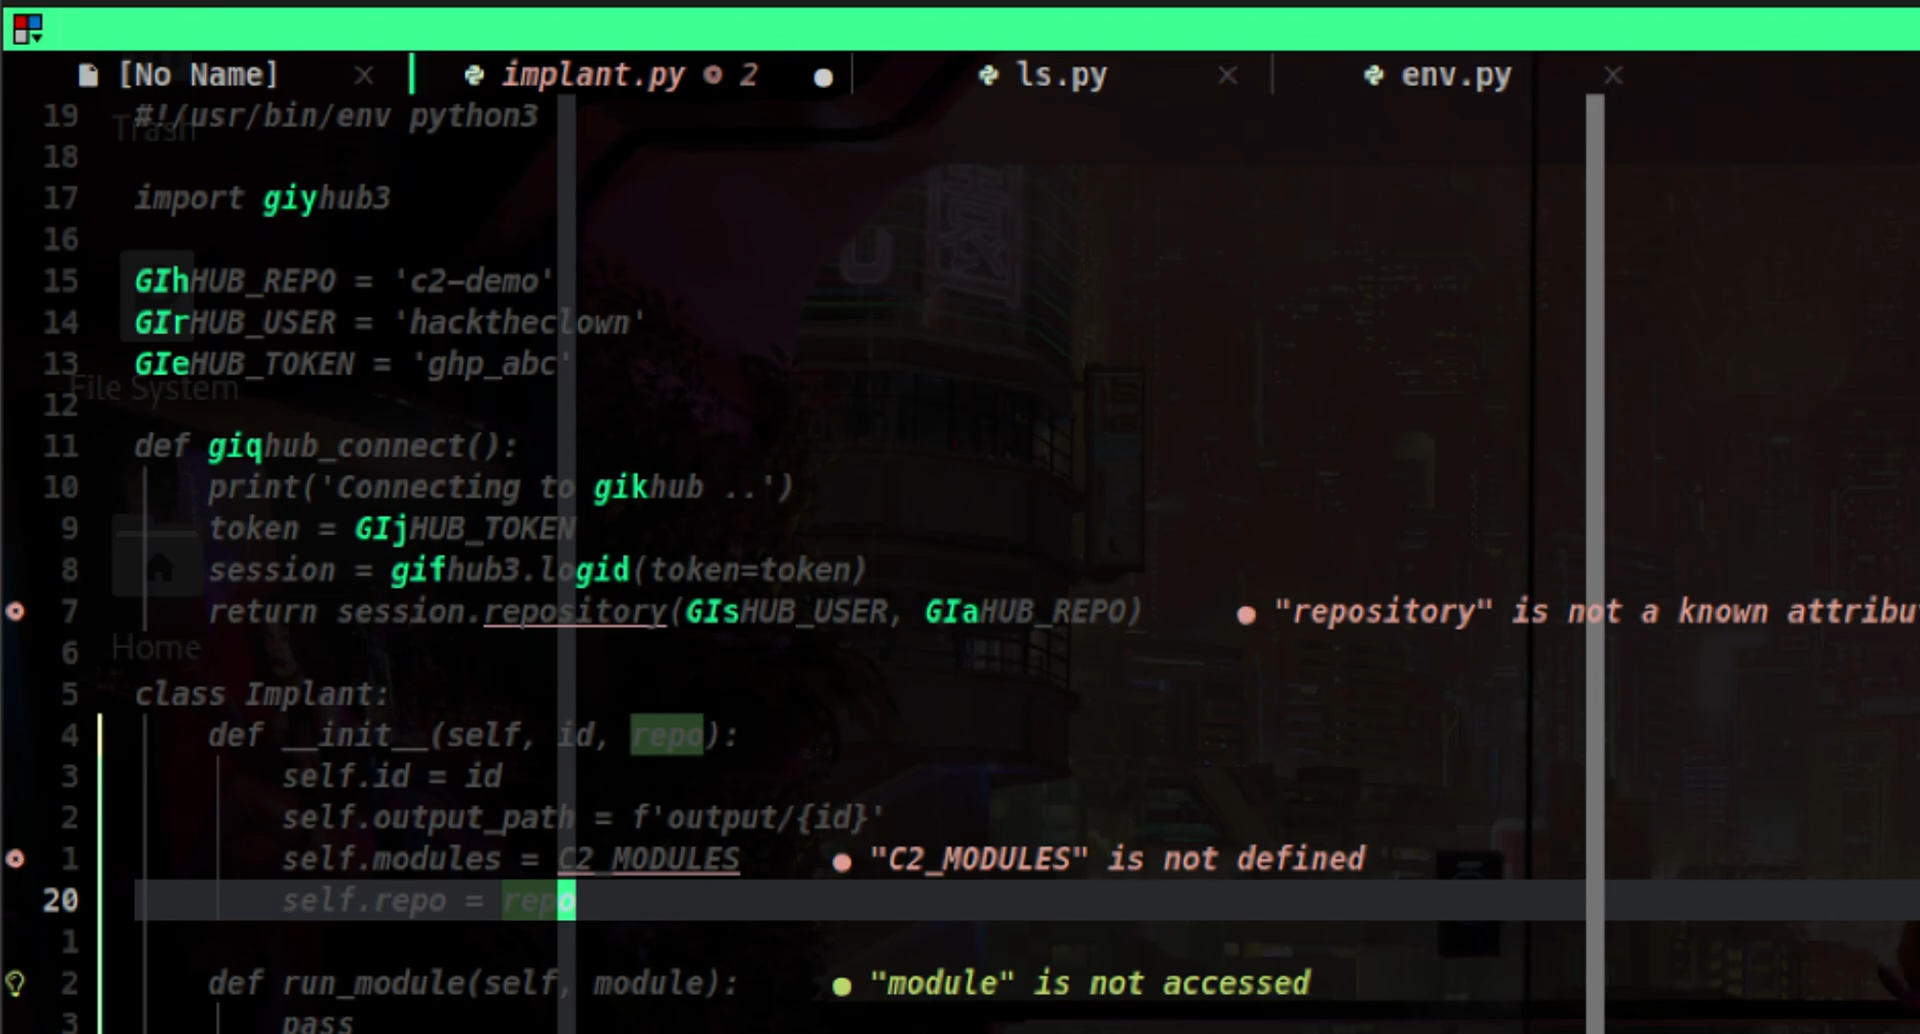 [No Name] × implant.py 2 ls.py × env.py ×
19 #!/usr/bin/env python3
Trash
18
17 import giyhub3
16
15 GIhHUB_REPO = 'c2-demo'
14 GIrHUB_USER = 'hacktheclown'
13 GIeHUB_TOKEN = 'ghp_abc'
File System
12
11 def giqhub_connect():
10 print('Connecting to gikhub ..')
9 token = GIjHUB_TOKEN
8 session = gifhub3.logid(token=token)
7 return session.repository(GIsHUB_USER, GIaHUB_REPO) ● "repository" is not a known attribu
Home
6
5 class Implant:
4 def __init__(self, id, repo):
3 self.id = id
2 self.output_path = f'output/{id}'
1 self.modules = C2_MODULES ● "C2_MODULES" is not defined
20 self.repo = repo
1
2 def run_module(self, module): ● "module" is not accessed
3 pass